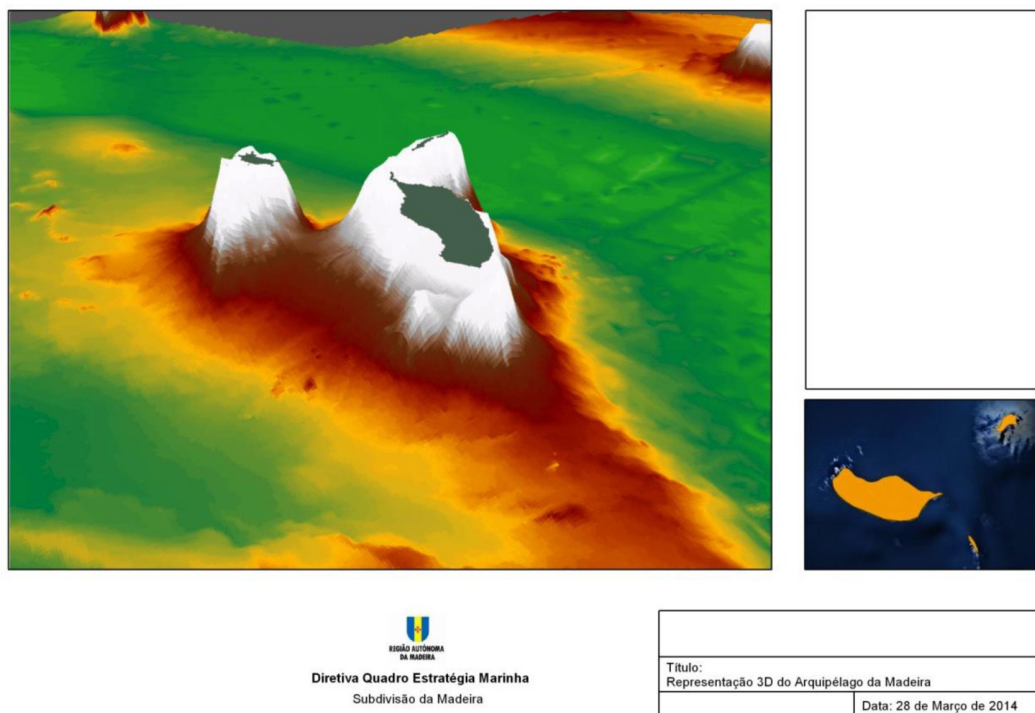 REGIÃO AUTÓNOMA
DA MADEIRA
Diretiva Quadro Estratégia Marinha
Subdivisão da Madeira
Título:
Representação 3D do Arquipélago da Madeira
Data: 28 de Março de 2014